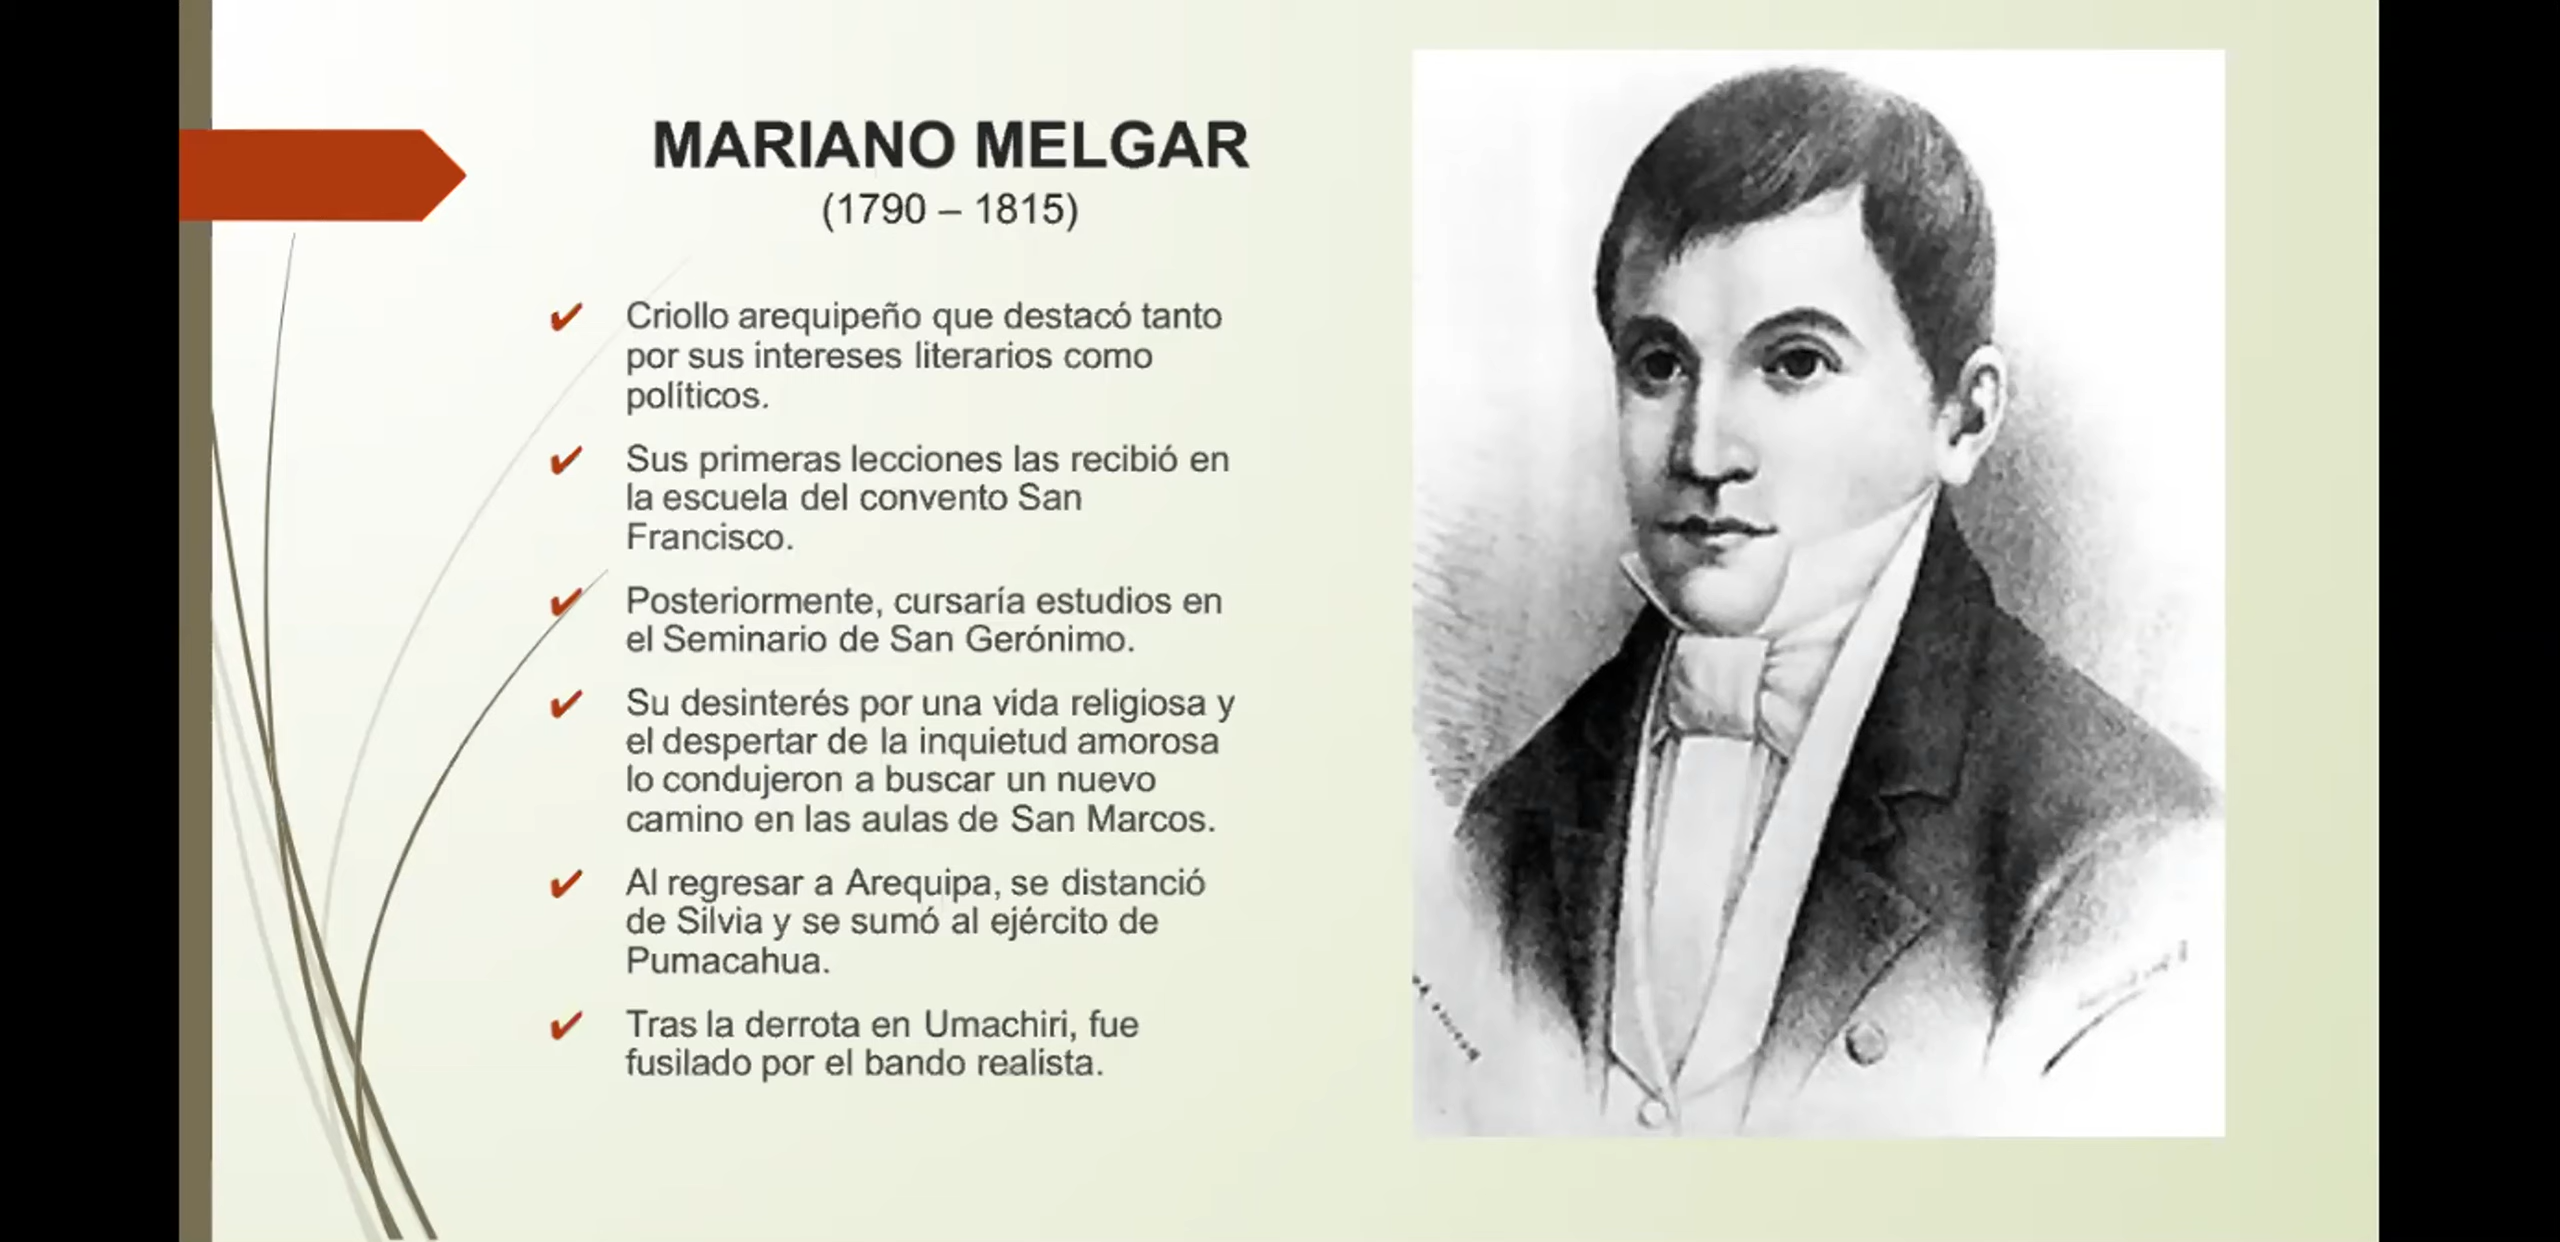 MARIANO MELGAR
(1790 – 1815)
✔ Criollo arequipeño que destacó tanto
por sus intereses literarios como
políticos.
✔ Sus primeras lecciones las recibió en
la escuela del convento San
Francisco.
✔ Posteriormente, cursaría estudios en
el Seminario de San Gerónimo.
✔ Su desinterés por una vida religiosa y
el despertar de la inquietud amorosa
lo condujeron a buscar un nuevo
camino en las aulas de San Marcos.
✔ Al regresar a Arequipa, se distanció
de Silvia y se sumó al ejército de
Pumacahua.
✔ Tras la derrota en Umachiri, fue
fusilado por el bando realista.